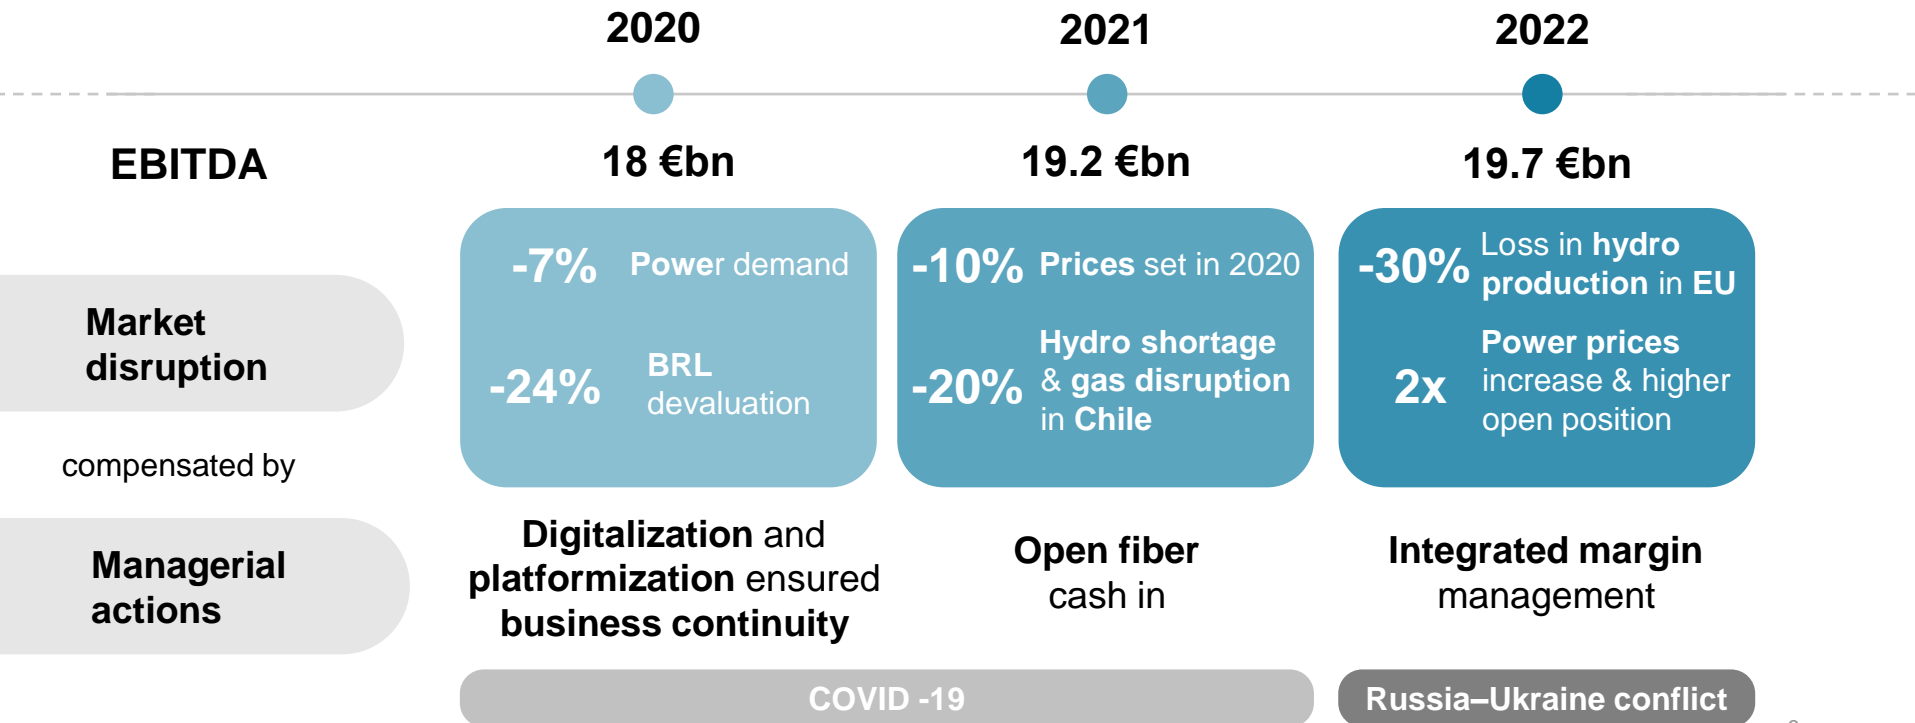 2020
2021
2022
EBITDA
18 €bn
19.2 €bn
19.7 €bn
Market
disruption
-7%
Power demand
-24%
BRL
devaluation
-10%
Prices set in 2020
-20%
Hydro shortage
& gas disruption
in Chile
-30%
Loss in hydro
production in EU
2x
Power prices
increase & higher
open position
compensated by
Managerial
actions
Digitalization and
platformization ensured
business continuity
Open fiber
cash in
Integrated margin
management
COVID -19
Russia–Ukraine conflict